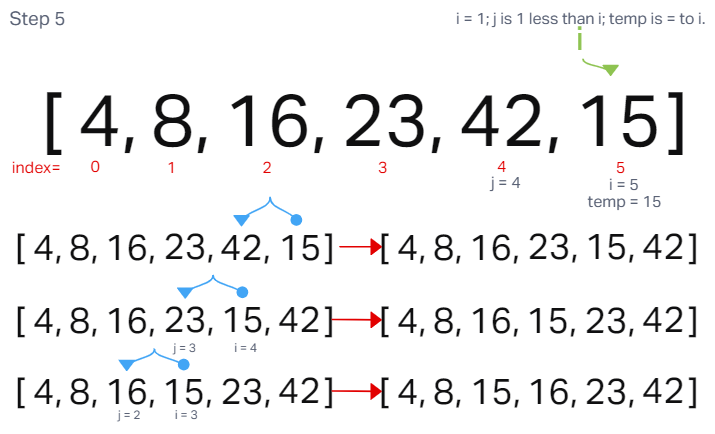 Step 5
i = 1; j is 1 less than i; temp is = to i.
i
[ 4, 8, 16, 23, 42, 15]
index= 0 1 2 3 4 5
j = 4 i = 5
temp = 15
[ 4, 8, 16, 23, 42, 15] [ 4, 8, 16, 23, 15, 42]
[ 4, 8, 16, 23, 15, 42] [ 4, 8, 16, 15, 23, 42]
j = 3 i = 4
[ 4, 8, 16, 15, 23, 42] [ 4, 8, 15, 16, 23, 42]
j = 2 i = 3